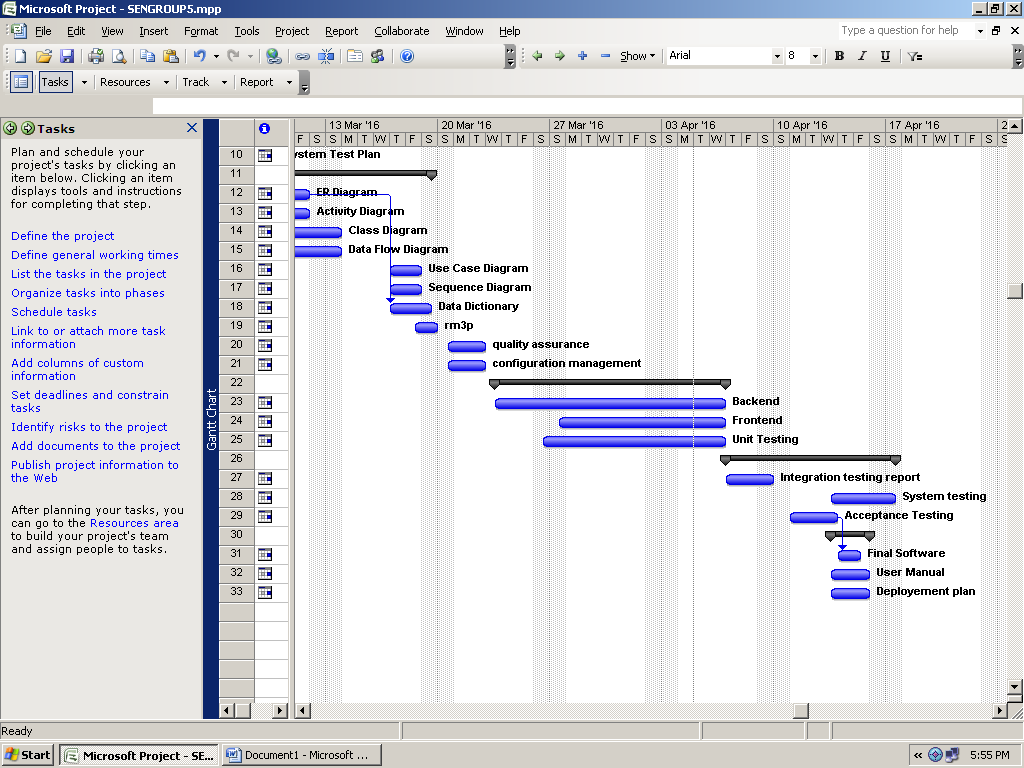 Microsoft Project - SENGROUP5.mpp
File Edit View Insert Format Tools Project Report Collaborate Window Help
Type a question for help
Show Arial 8 B I U
Tasks Resources Track Report
Tasks
Plan and schedule your
project's tasks by clicking an
item below. Clicking an item
displays tools and instructions
for completing that step.
Define the project
Define general working times
List the tasks in the project
Organize tasks into phases
Schedule tasks
Link to or attach more task
information
Add columns of custom
information
Set deadlines and constrain
tasks
Identify risks to the project
Add documents to the project
Publish project information to
the Web
After planning your tasks, you
can go to the Resources area
to build your project's team
and assign people to tasks.
Gantt Chart
13 Mar '16 20 Mar '16 27 Mar '16 03 Apr '16 10 Apr '16 17 Apr '16 2
F S S M T W T F S S M T W T F S S M T W T F S S M T W T F S S M T W T F S S M T W T F S S
10 ystem Test Plan
11
12 ER Diagram
13 Activity Diagram
14 Class Diagram
15 Data Flow Diagram
16 Use Case Diagram
17 Sequence Diagram
18 Data Dictionary
19 rm3p
20 quality assurance
21 configuration management
22
23 Backend
24 Frontend
25 Unit Testing
26
27 Integration testing report
28 System testing
29 Acceptance Testing
30
31 Final Software
32 User Manual
33 Deployement plan
Ready
Start Microsoft Project - SE... Document1 - Microsoft ... 5:55 PM